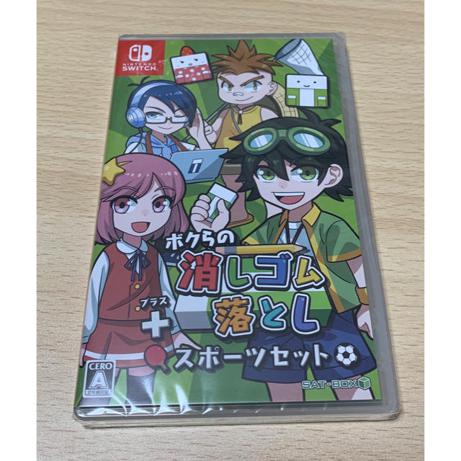 NINTENDO
SWITCH
ボクらの
消しゴム
落とし
プラス
+
スポーツセット
CERO
A
SAT-BOX